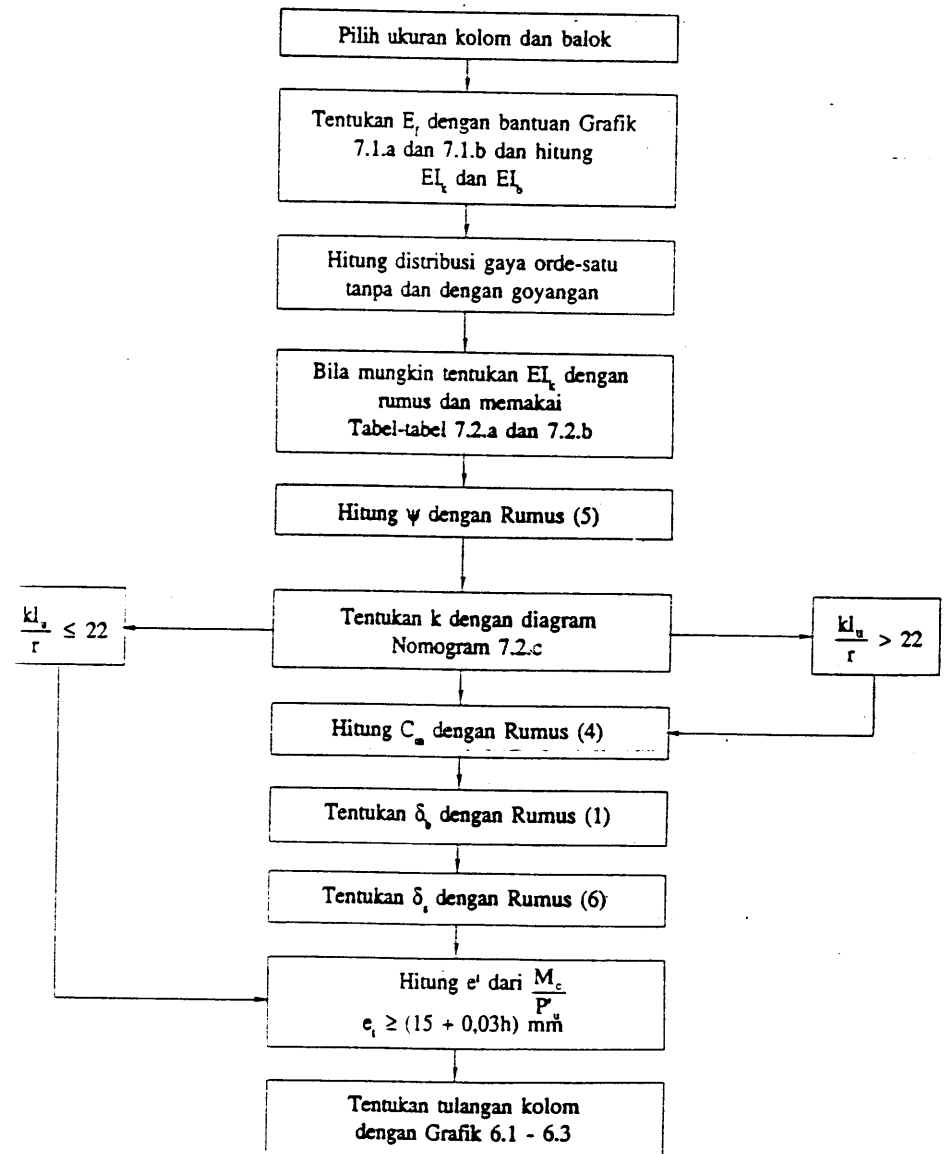 Pilih ukuran kolom dan balok
Tentukan E_r dengan bantuan Grafik
7.1.a dan 7.1.b dan hitung
EI_k dan EI_b
Hitung distribusi gaya orde-satu
tanpa dan dengan goyangan
Bila mungkin tentukan EI_k dengan
rumus dan memakai
Tabel-tabel 7.2.a dan 7.2.b
Hitung ψ dengan Rumus (5)
kl_u/r ≤ 22
Tentukan k dengan diagram
Nomogram 7.2.c
kl_u/r > 22
Hitung C_m dengan Rumus (4)
Tentukan δ_b dengan Rumus (1)
Tentukan δ_s dengan Rumus (6)
Hitung e' dari M_c/P'_u
e_t ≥ (15 + 0,03h) mm
Tentukan tulangan kolom
dengan Grafik 6.1 - 6.3